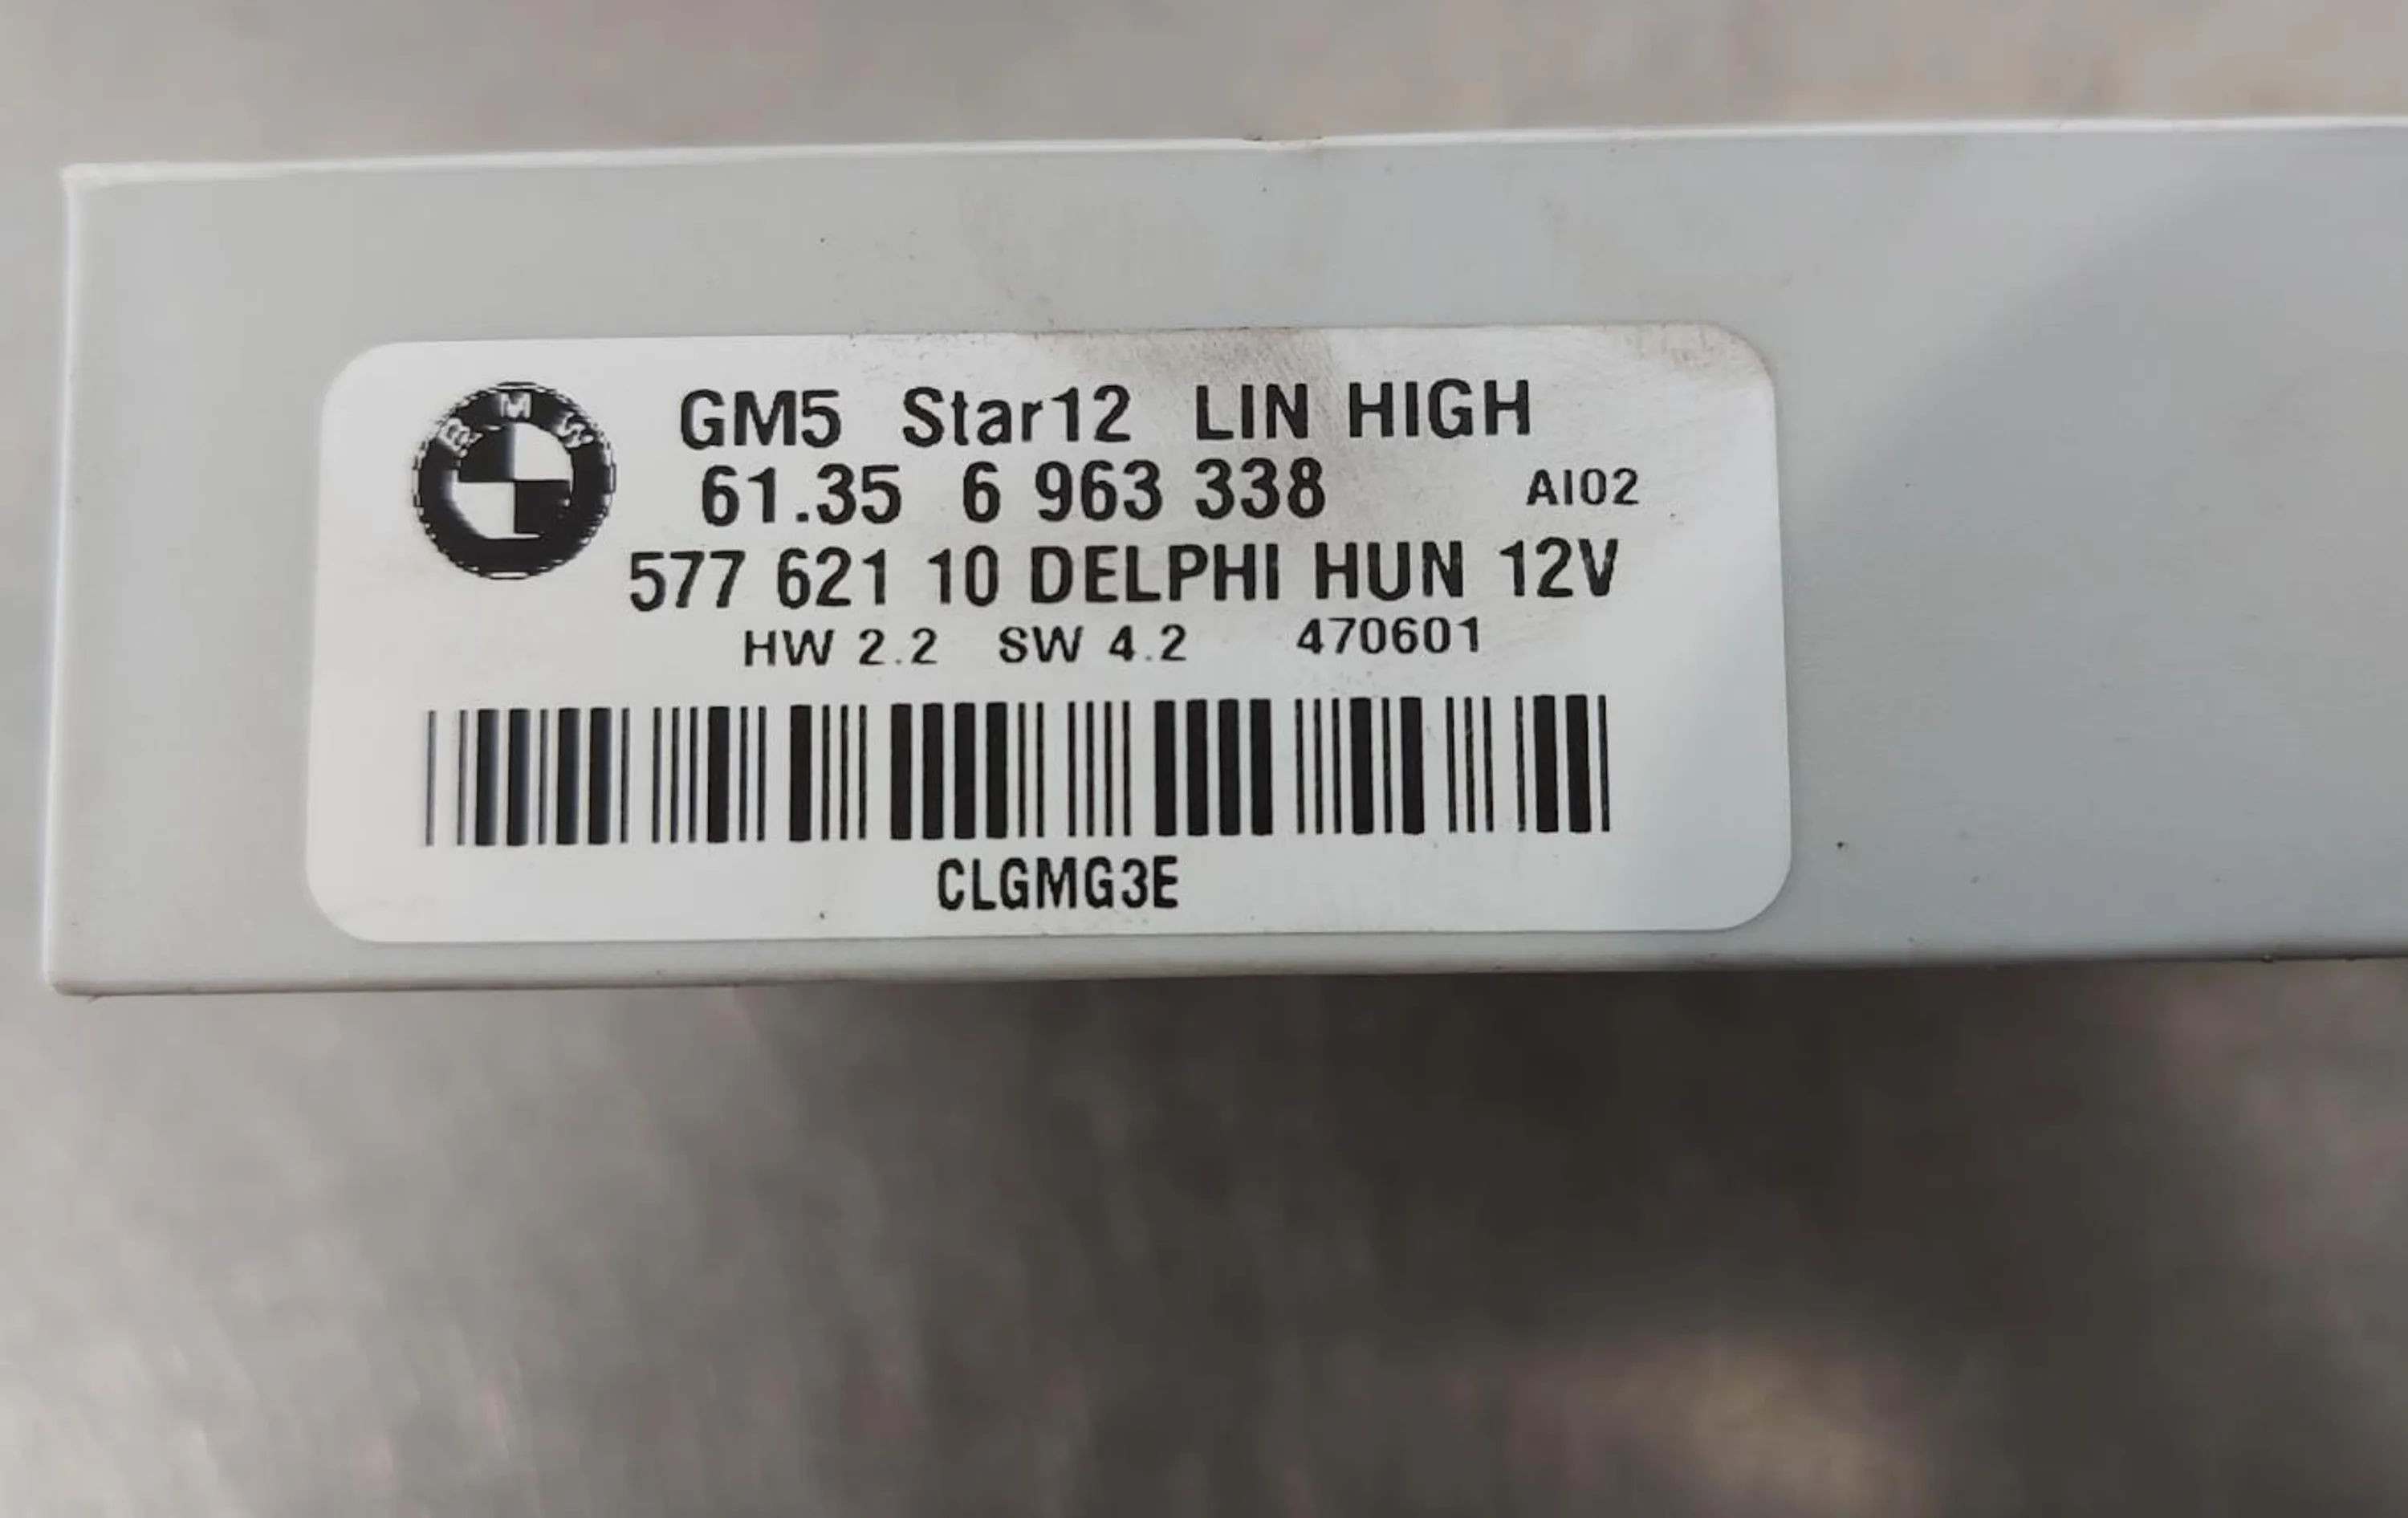 BMW
GM5 Star12 LIN HIGH
61.35 6 963 338 AI02
577 621 10 DELPHI HUN 12V
HW 2.2 SW 4.2 470601
CLGMG3E